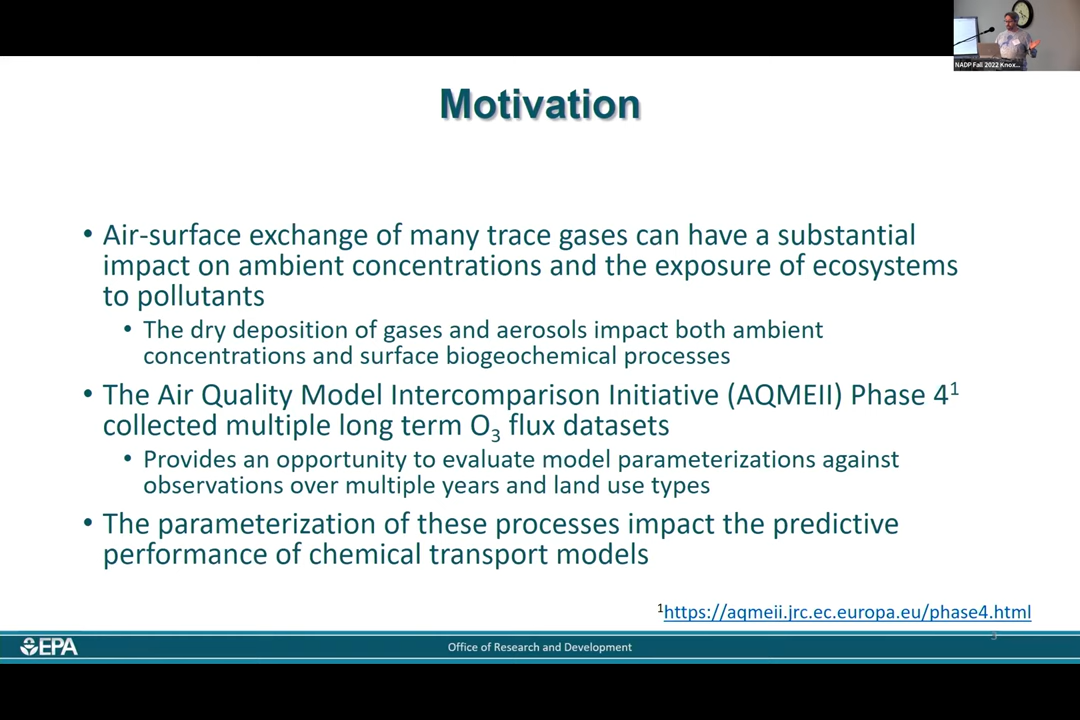 NADP Fall 2022 Knox...
Motivation
• Air-surface exchange of many trace gases can have a substantial
impact on ambient concentrations and the exposure of ecosystems
to pollutants
• The dry deposition of gases and aerosols impact both ambient
concentrations and surface biogeochemical processes
• The Air Quality Model Intercomparison Initiative (AQMEII) Phase 4¹
collected multiple long term O₃ flux datasets
• Provides an opportunity to evaluate model parameterizations against
observations over multiple years and land use types
• The parameterization of these processes impact the predictive
performance of chemical transport models
¹https://aqmeii.jrc.ec.europa.eu/phase4.html
3
EPA
Office of Research and Development